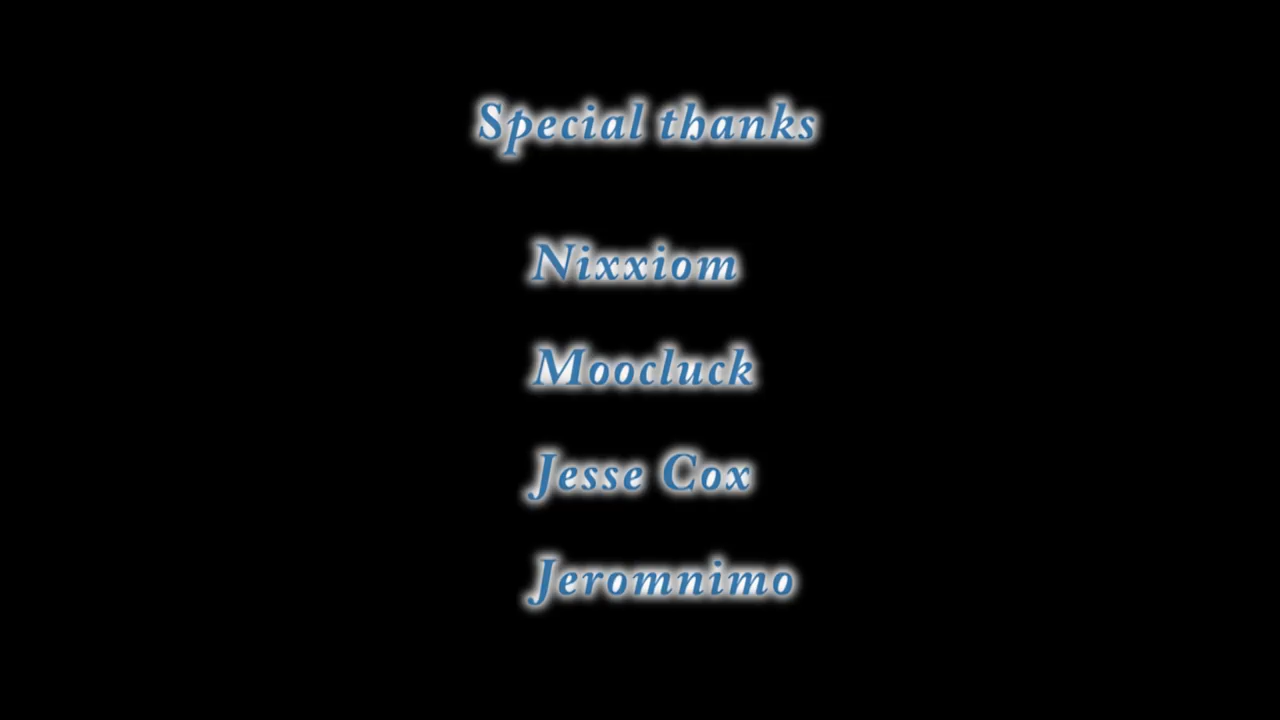 Special thanks
Nixxiom
Moocluck
Jesse Cox
Jeromnimo